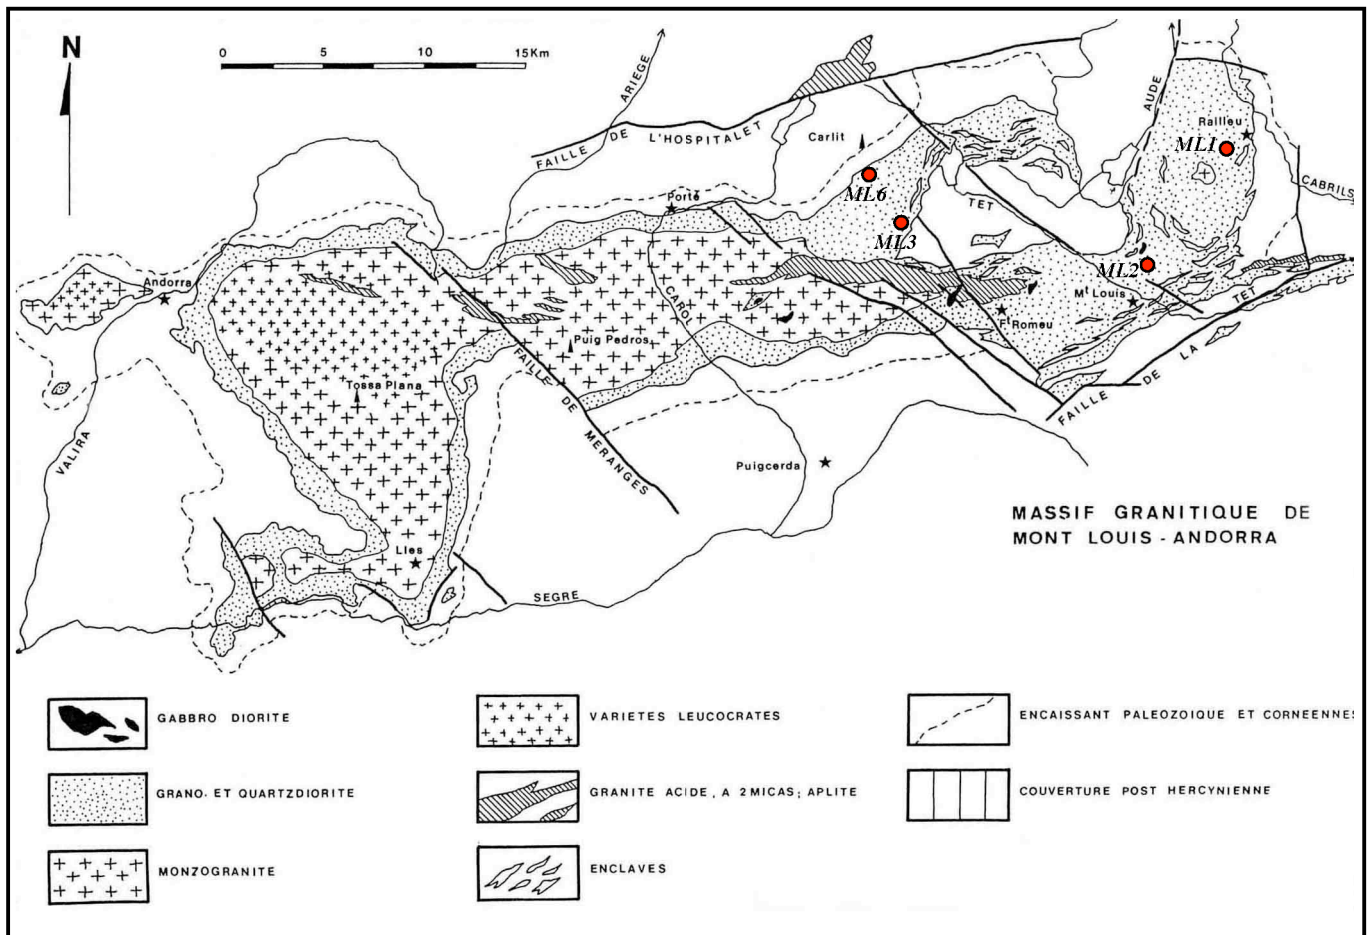 N
0 5 10 15Km
ARIEGE
AUDE
FAILLE DE L'HOSPITALET
Carlit
Railleu
ML1
CABRILS
ML6
Porté
TET
ML3
ML2
Andorra
Mt Louis
TET
CAROL
Ft Romeu
Puig Pedros
FAILLE DE LA
Tossa Plana
FAILLE DE MERANGES
VALIRA
Puigcerda
MASSIF GRANITIQUE DE
MONT LOUIS - ANDORRA
Lles
SEGRE
GABBRO DIORITE
VARIETES LEUCOCRATES
ENCAISSANT PALEOZOIQUE ET CORNEENNES
GRANO- ET QUARTZDIORITE
GRANITE ACIDE, A 2 MICAS; APLITE
COUVERTURE POST HERCYNIENNE
MONZOGRANITE
ENCLAVES